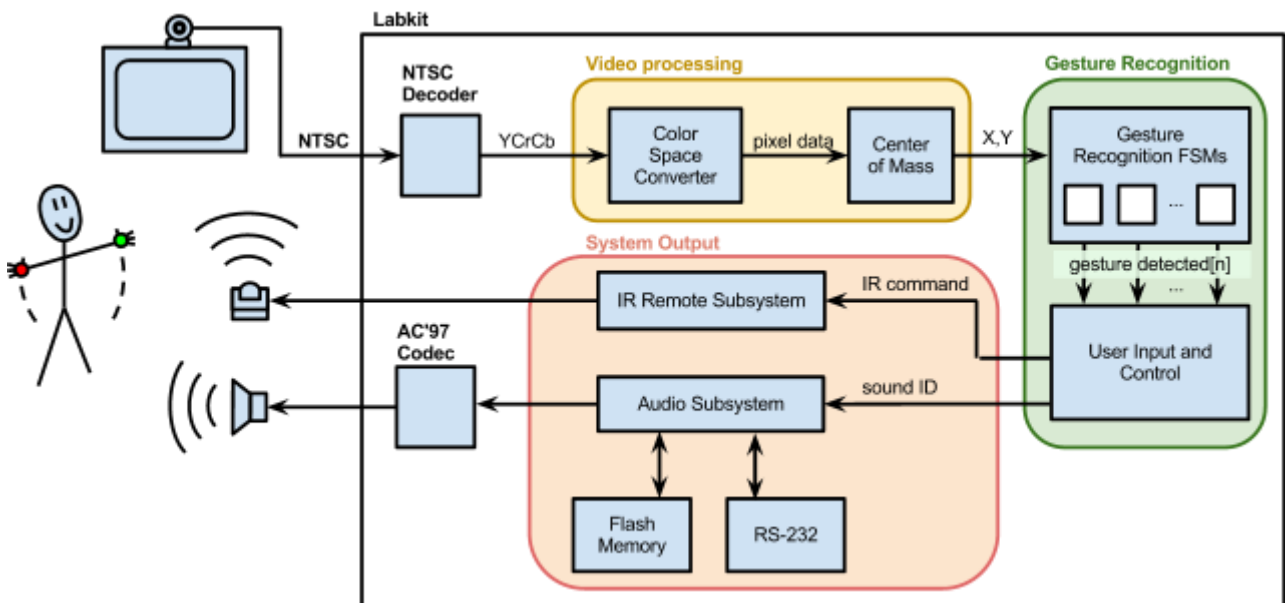 Labkit
NTSC
Decoder
Video processing
Gesture Recognition
NTSC
YCrCb
Color
Space
Converter
pixel data
Center
of Mass
X,Y
Gesture
Recognition FSMs
...
gesture detected[n]
...
System Output
IR Remote Subsystem
IR command
User Input and
Control
AC'97
Codec
Audio Subsystem
sound ID
Flash
Memory
RS-232